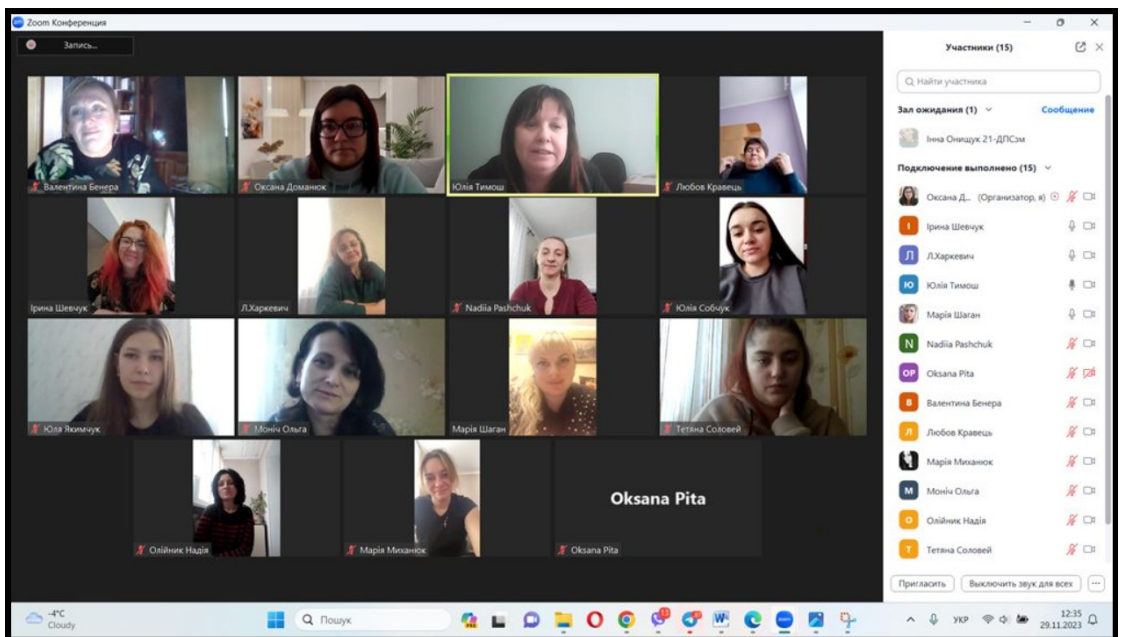 Zoom Конференция
Запись...
Валентина Бенера
Оксана Доманюк
Юлія Тимош
Любов Кравець
Ірина Шевчук
Л.Харкевич
Nadiia Pashchuk
Юлія Собчук
Юля Якимчук
Моніч Ольга
Марія Шаган
Тетяна Соловей
Олійник Надія
Марія Миханюк
Oksana Pita
Oksana Pita
Участники (15)
Найти участника
Зал ожидания (1)
Сообщение
Інна Онищук 21-ДПСзм
Подключение выполнено (15)
Оксана Д... (Организатор, я)
І Ірина Шевчук
Л Л.Харкевич
Ю Юлія Тимош
Марія Шаган
N Nadiia Pashchuk
OP Oksana Pita
В Валентина Бенера
Л Любов Кравець
Марія Миханюк
М Моніч Ольга
О Олійник Надія
Т Тетяна Соловей
Пригласить
Выключить звук для всех
...
-4°C
Cloudy
Пошук
13
УКР
12:35
29.11.2023